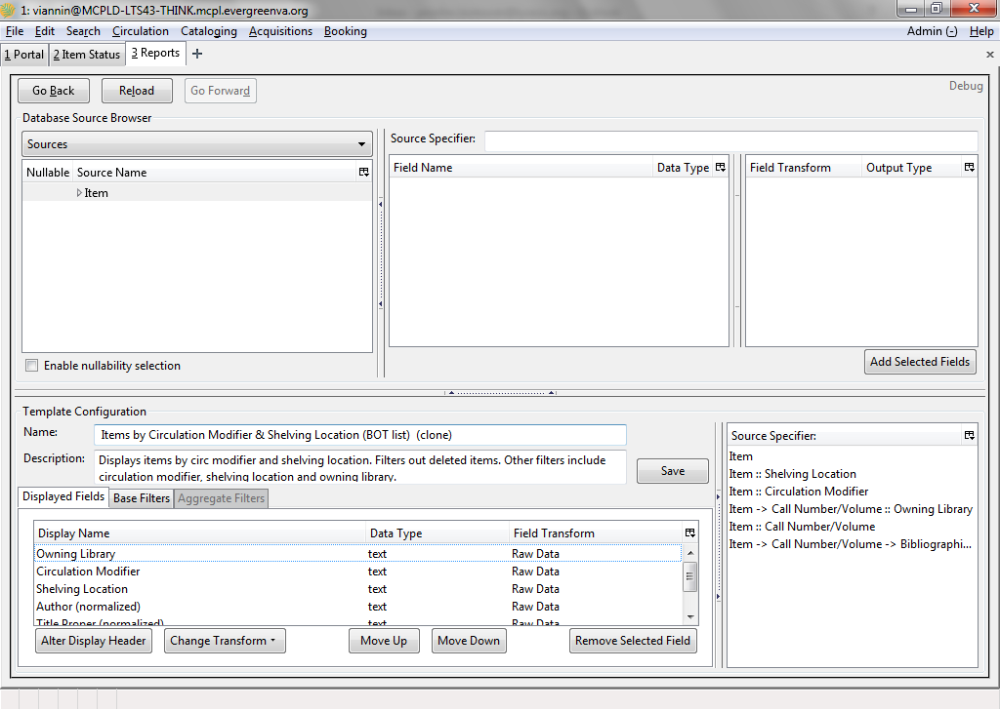 1: viannin@MCPLD-LTS43-THINK.mcpl.evergreenva.org
File Edit Search Circulation Cataloging Acquisitions Booking Admin (-) Help
1 Portal 2 Item Status 3 Reports
Go Back Reload Go Forward Debug
Database Source Browser
Sources
Nullable Source Name
Item
Enable nullability selection
Source Specifier:
Field Name Data Type
Field Transform Output Type
Add Selected Fields
Template Configuration
Name: Items by Circulation Modifier & Shelving Location (BOT list) (clone)
Description: Displays items by circ modifier and shelving location. Filters out deleted items. Other filters include
circulation modifier, shelving location and owning library.
Save
Displayed Fields Base Filters Aggregate Filters
Display Name Data Type Field Transform
Owning Library text Raw Data
Circulation Modifier text Raw Data
Shelving Location text Raw Data
Author (normalized) text Raw Data
Title Proper (normalized) text Raw Data
Alter Display Header Change Transform Move Up Move Down Remove Selected Field
Source Specifier:
Item
Item :: Shelving Location
Item :: Circulation Modifier
Item -> Call Number/Volume :: Owning Library
Item :: Call Number/Volume
Item -> Call Number/Volume -> Bibliographi...